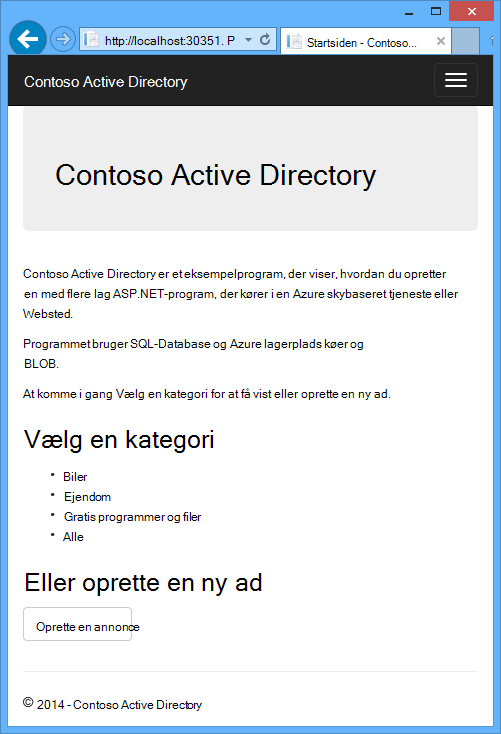 http://localhost:30351. P
Startsiden - Contoso...
Contoso Active Directory
Contoso Active Directory
Contoso Active Directory er et eksempelprogram, der viser, hvordan du opretter
en med flere lag ASP.NET-program, der kører i en Azure skybaseret tjeneste eller
Websted.
Programmet bruger SQL-Database og Azure lagerplads køer og
BLOB.
At komme i gang Vælg en kategori for at få vist eller oprette en ny ad.
Vælg en kategori
• Biler
• Ejendom
• Gratis programmer og filer
• Alle
Eller oprette en ny ad
Oprette en annonce
© 2014 - Contoso Active Directory